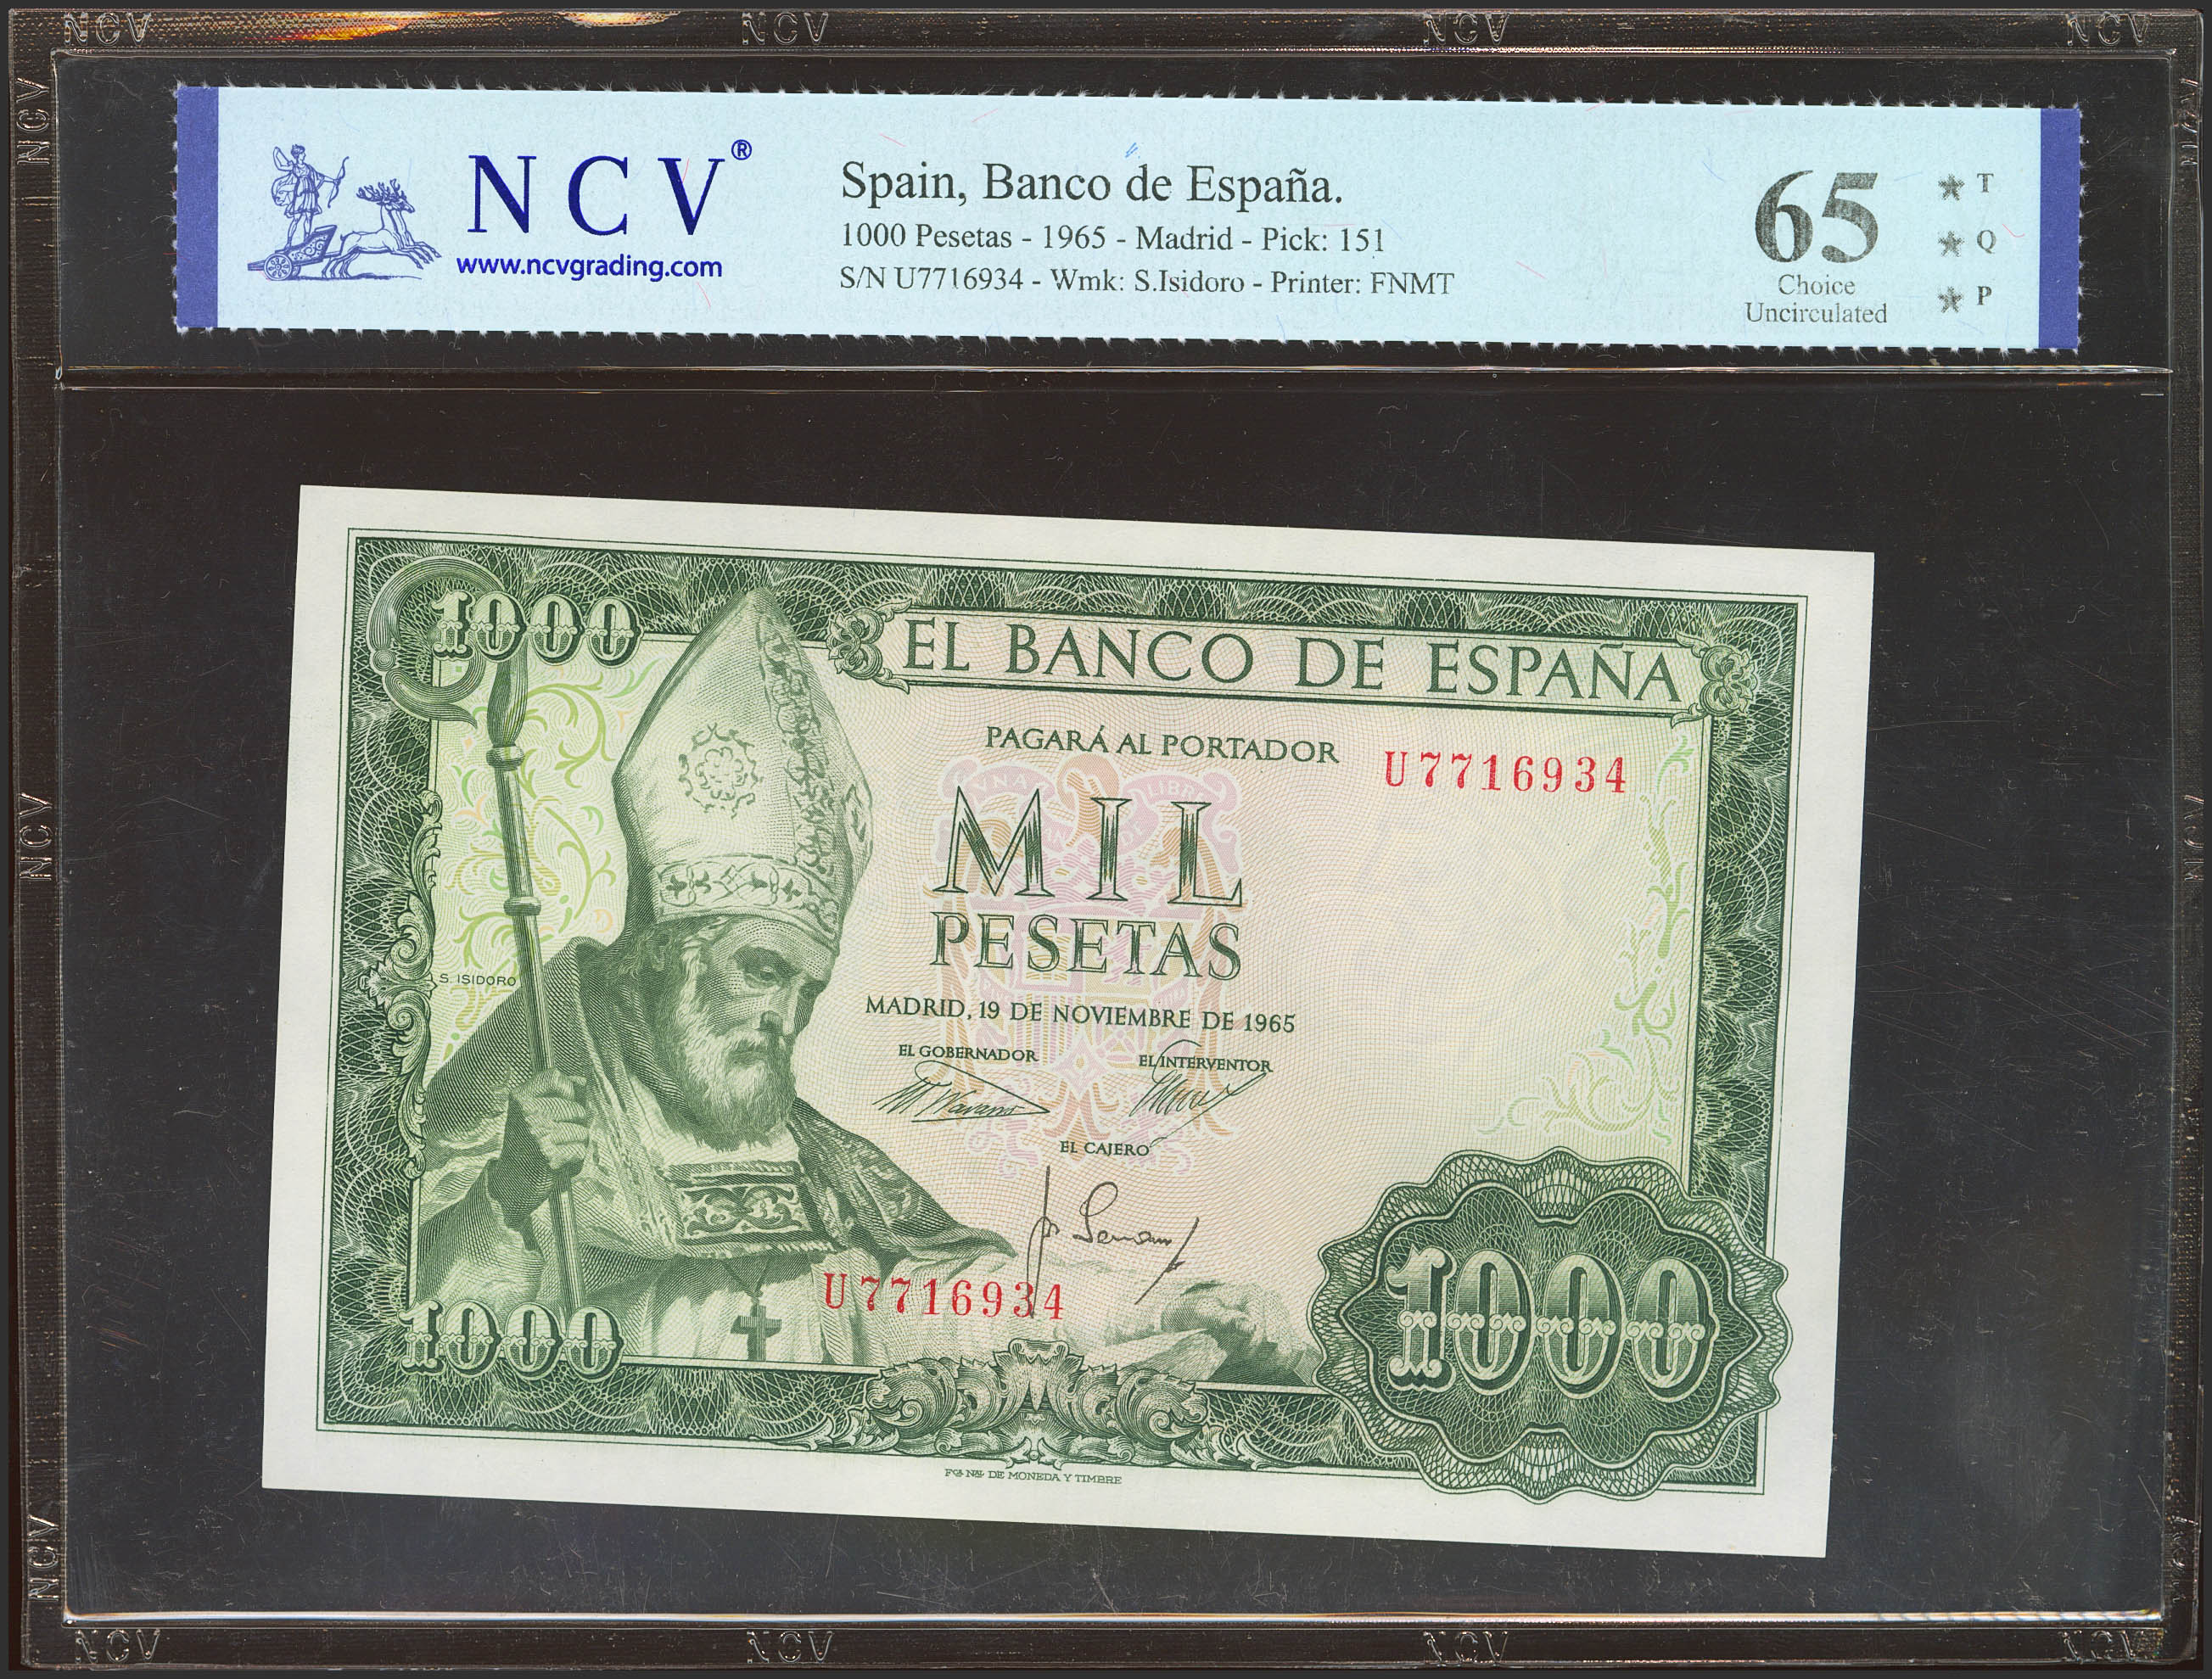 NCV NCV NCV NCV
NCV®
www.ncvgrading.com
Spain, Banco de España.
1000 Pesetas - 1965 - Madrid - Pick: 151
S/N U7716934 - Wmk: S.Isidoro - Printer: FNMT
65
Choice
Uncirculated
T
Q
P
1000
EL BANCO DE ESPAÑA
PAGARÁ AL PORTADOR
U7716934
VNA LIBRE
MIL
PESETAS
S. ISIDORO
MADRID, 19 DE NOVIEMBRE DE 1965
EL GOBERNADOR
EL INTERVENTOR
EL CAJERO
U7716934
1000
1000
FCA NAL DE MONEDA Y TIMBRE
NCV
NCV
NCV
NCV NCV NCV NCV